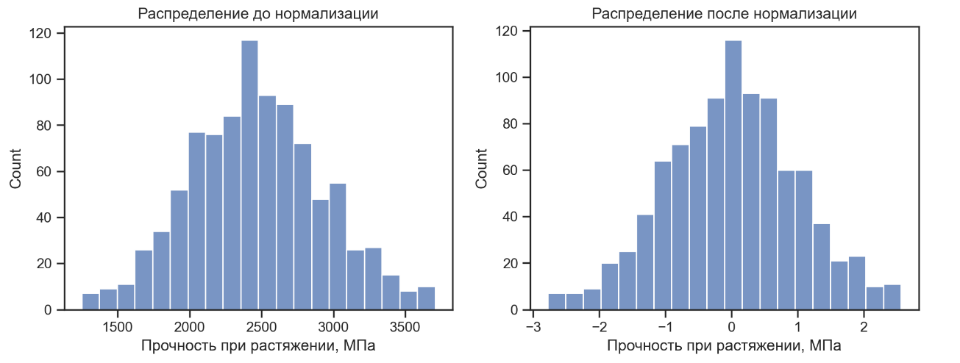 Распределение до нормализации
120
100
80
60
40
20
0
Count
1500 2000 2500 3000 3500
Прочность при растяжении, МПа
Распределение после нормализации
120
100
80
60
40
20
0
Count
−3 −2 −1 0 1 2
Прочность при растяжении, МПа